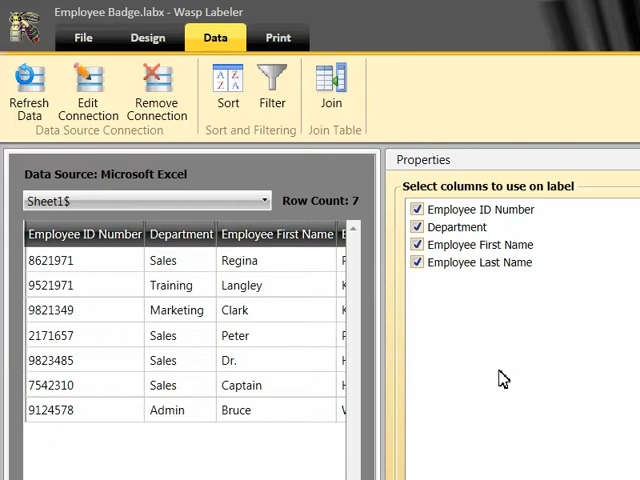 Employee Badge.labx - Wasp Labeler
File Design Data Print
Refresh Data
Edit Connection
Remove Connection
Sort
Filter
Join
Data Source Connection
Sort and Filtering
Join Table
Data Source: Microsoft Excel
Sheet1$ Row Count: 7
Employee ID Number Department Employee First Name
8621971 Sales Regina
9521971 Training Langley
9821349 Marketing Clark
2171657 Sales Peter
9823485 Sales Dr.
7542310 Sales Captain
9124578 Admin Bruce
Properties
Select columns to use on label
Employee ID Number
Department
Employee First Name
Employee Last Name